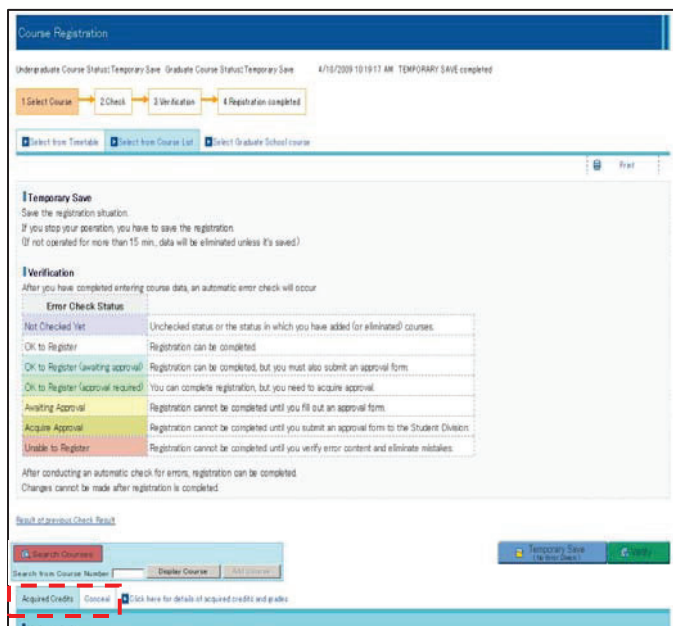 Course Registration
Undergraduate Course Status: Temporary Save Graduate Course Status: Temporary Save 4/16/2009 10:19:17 AM TEMPORARY SAVE completed
1.Select Course 2.Check 3.Verification 4.Registration completed
Select from Timetable Select from Course List Select Graduate School course
Print
Temporary Save
Save the registration situation.
If you stop your poeration, you have to save the registration.
(If not operated for more than 15 min., data will be eliminated unless it's saved.)
Verification
After you have completed entering course data, an automatic error check will occur
Error Check Status
Not Checked Yet Unchecked status or the status in which you have added (or eliminated) courses.
OK to Register Registration can be completed.
OK to Register (awaiting approval) Registration can be completed, but you must also submit an approval form.
OK to Register (approval required) You can complete registration, but you need to acquire approval.
Awaiting Approval Registration cannot be completed until you fill out an approval form.
Acquire Approval Registration cannot be completed until you submit an approval form to the Student Division.
Unable to Register Registration cannot be completed until you verify error content and eliminate mistakes.
After conducting an automatic check for errors, registration can be completed.
Changes cannot be made after registration is completed.
Result of previous Check Result
Search Courses
Temporary Save
(No Error Check)
Verify
Search from Course Number Display Course Add Course
Acquired Credits Conceal Click here for details of acquired credits and grades